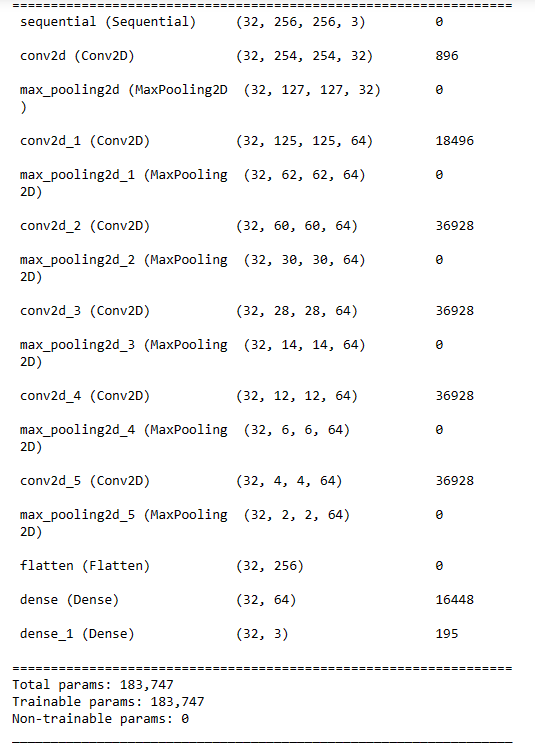 =================================================================
sequential (Sequential) (32, 256, 256, 3) 0
conv2d (Conv2D) (32, 254, 254, 32) 896
max_pooling2d (MaxPooling2D (32, 127, 127, 32) 0
)
conv2d_1 (Conv2D) (32, 125, 125, 64) 18496
max_pooling2d_1 (MaxPooling (32, 62, 62, 64) 0
2D)
conv2d_2 (Conv2D) (32, 60, 60, 64) 36928
max_pooling2d_2 (MaxPooling (32, 30, 30, 64) 0
2D)
conv2d_3 (Conv2D) (32, 28, 28, 64) 36928
max_pooling2d_3 (MaxPooling (32, 14, 14, 64) 0
2D)
conv2d_4 (Conv2D) (32, 12, 12, 64) 36928
max_pooling2d_4 (MaxPooling (32, 6, 6, 64) 0
2D)
conv2d_5 (Conv2D) (32, 4, 4, 64) 36928
max_pooling2d_5 (MaxPooling (32, 2, 2, 64) 0
2D)
flatten (Flatten) (32, 256) 0
dense (Dense) (32, 64) 16448
dense_1 (Dense) (32, 3) 195
=================================================================
Total params: 183,747
Trainable params: 183,747
Non-trainable params: 0
_________________________________________________________________